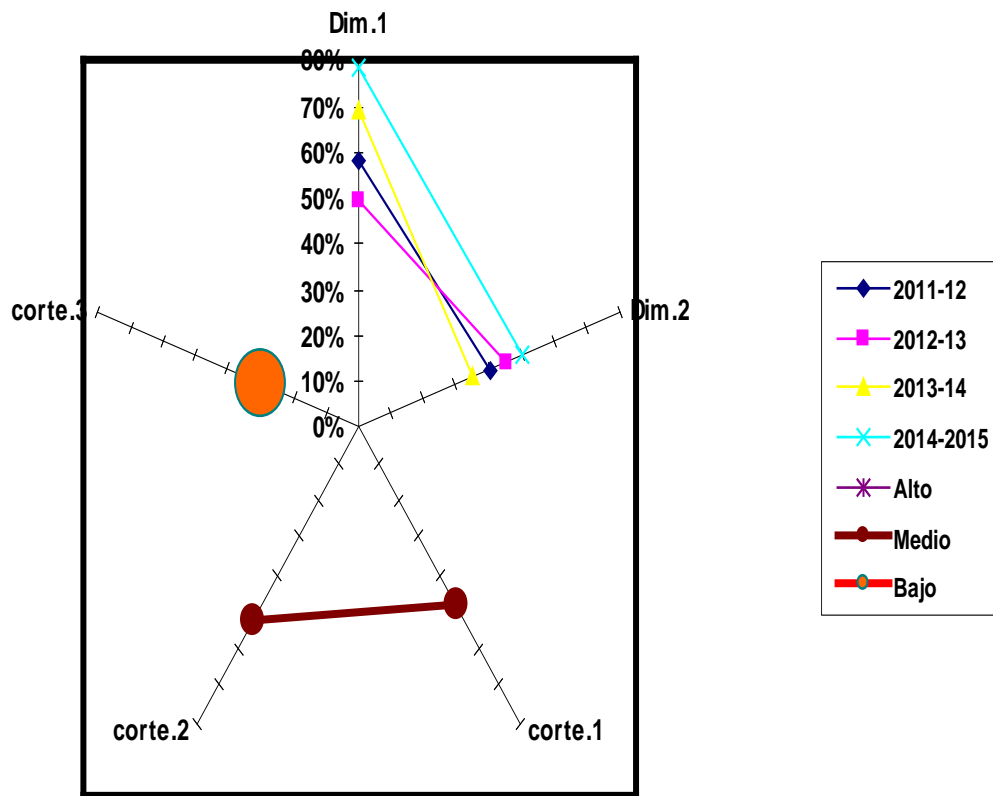 Dim.1
80%
70%
60%
50%
40%
30%
20%
10%
0%
corte.3
Dim.2
corte.2
corte.1
2011-12
2012-13
2013-14
2014-2015
Alto
Medio
Bajo